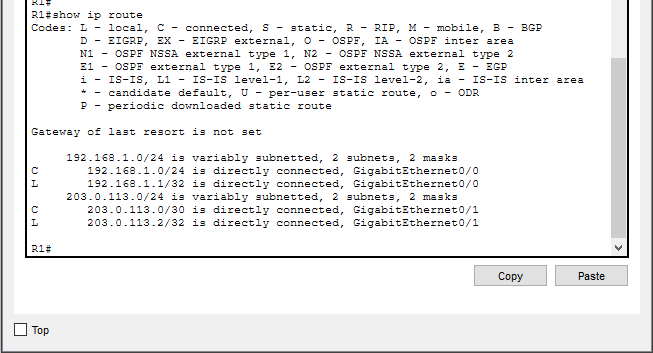 R1#
R1#show ip route
Codes: L - local, C - connected, S - static, R - RIP, M - mobile, B - BGP
       D - EIGRP, EX - EIGRP external, O - OSPF, IA - OSPF inter area
       N1 - OSPF NSSA external type 1, N2 - OSPF NSSA external type 2
       E1 - OSPF external type 1, E2 - OSPF external type 2, E - EGP
       i - IS-IS, L1 - IS-IS level-1, L2 - IS-IS level-2, ia - IS-IS inter area
       * - candidate default, U - per-user static route, o - ODR
       P - periodic downloaded static route
Gateway of last resort is not set
     192.168.1.0/24 is variably subnetted, 2 subnets, 2 masks
C       192.168.1.0/24 is directly connected, GigabitEthernet0/0
L       192.168.1.1/32 is directly connected, GigabitEthernet0/0
     203.0.113.0/24 is variably subnetted, 2 subnets, 2 masks
C       203.0.113.0/30 is directly connected, GigabitEthernet0/1
L       203.0.113.2/32 is directly connected, GigabitEthernet0/1
R1#
Copy Paste
Top